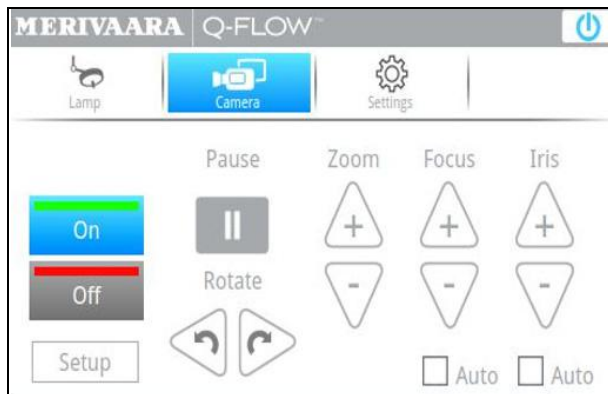 MERIVAARA Q-FLOW™
Lamp Camera Settings
Pause Zoom Focus Iris
On
+ + +
Off
Rotate
- - -
Setup
Auto Auto